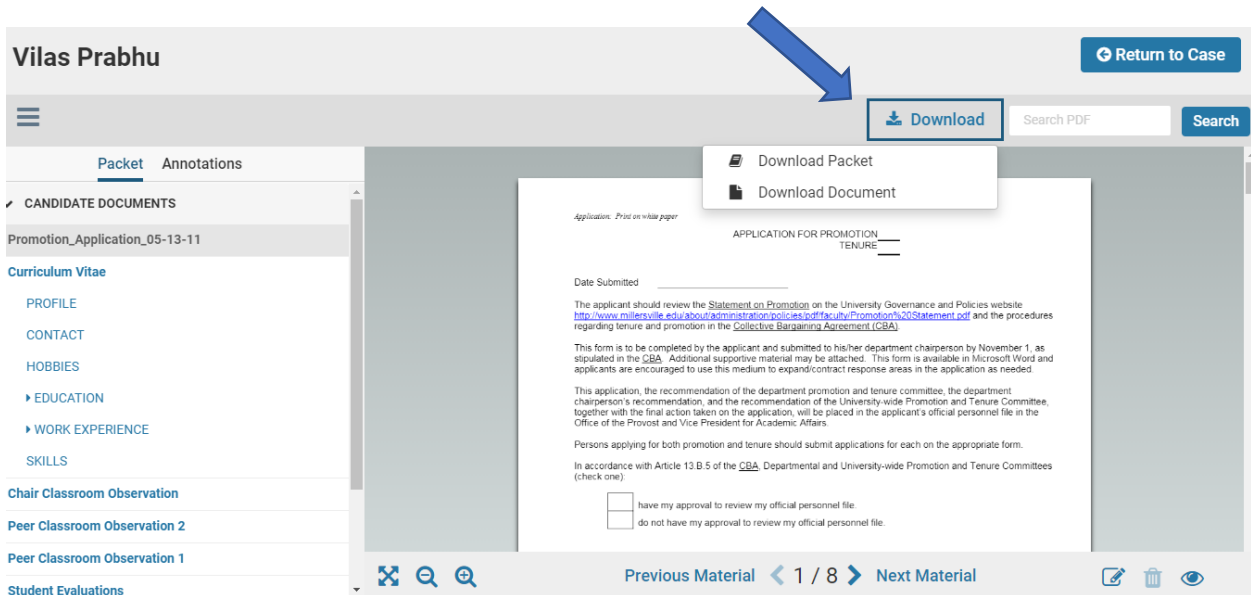 Vilas Prabhu
Return to Case
Download
Search PDF
Search
Packet Annotations
Download Packet
Download Document
CANDIDATE DOCUMENTS
Promotion_Application_05-13-11
Curriculum Vitae
PROFILE
CONTACT
HOBBIES
EDUCATION
WORK EXPERIENCE
SKILLS
Chair Classroom Observation
Peer Classroom Observation 2
Peer Classroom Observation 1
Student Evaluations
Application. Print on white paper
APPLICATION FOR PROMOTION___
TENURE___
Date Submitted ____________________
The applicant should review the Statement on Promotion on the University Governance and Policies website
http://www.millersville.edu/about/administration/policies/pdf/faculty/Promotion%20Statement.pdf and the procedures
regarding tenure and promotion in the Collective Bargaining Agreement (CBA).
This form is to be completed by the applicant and submitted to his/her department chairperson by November 1, as
stipulated in the CBA. Additional supportive material may be attached. This form is available in Microsoft Word and
applicants are encouraged to use this medium to expand/contract response areas in the application as needed.
This application, the recommendation of the department promotion and tenure committee, the department
chairperson's recommendation, and the recommendation of the University-wide Promotion and Tenure Committee,
together with the final action taken on the application, will be placed in the applicant's official personnel file in the
Office of the Provost and Vice President for Academic Affairs.
Persons applying for both promotion and tenure should submit applications for each on the appropriate form.
In accordance with Article 13.B.5 of the CBA, Departmental and University-wide Promotion and Tenure Committees
(check one):
have my approval to review my official personnel file.
do not have my approval to review my official personnel file.
Previous Material 1 / 8 Next Material